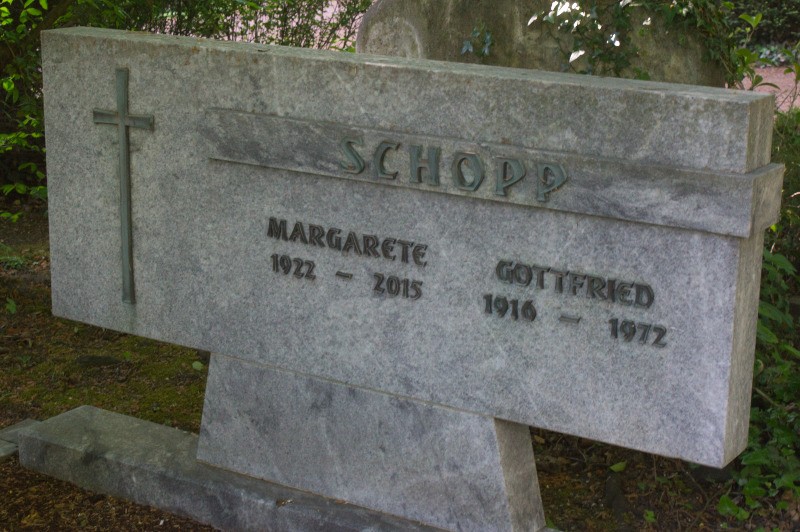 SCHOPP
MARGARETE
1922 – 2015
GOTTFRIED
1916 – 1972